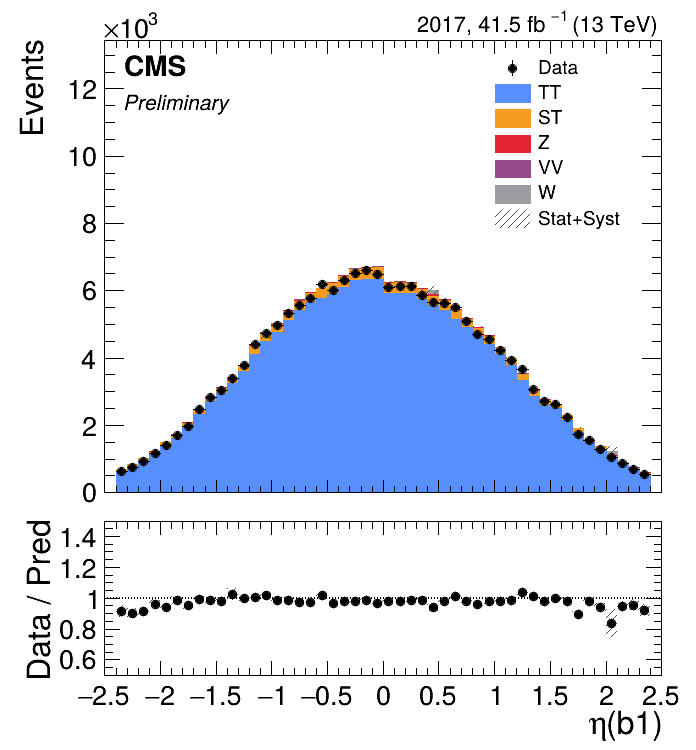 ×10³
2017, 41.5 fb⁻¹ (13 TeV)
Events
CMS
Preliminary
Data
TT
ST
Z
VV
W
Stat+Syst
12
10
8
6
4
2
0
Data / Pred
1.4
1.2
1
0.8
0.6
−2.5 −2 −1.5 −1 −0.5 0 0.5 1 1.5 2 2.5
η(b1)